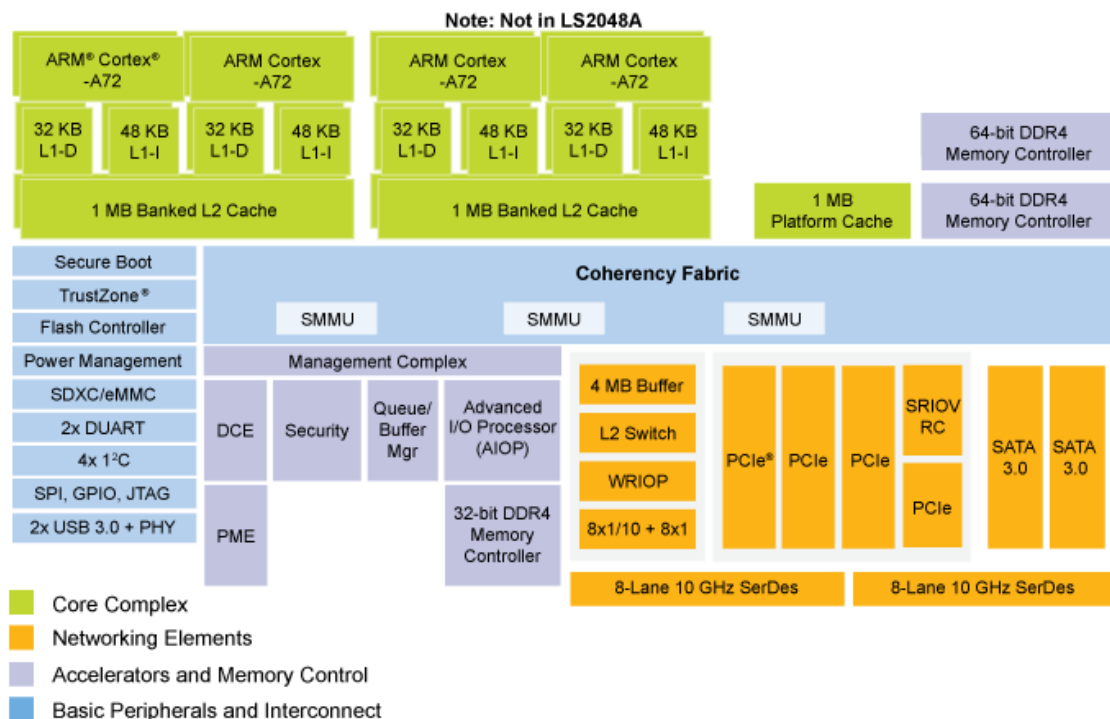 Note: Not in LS2048A
ARM® Cortex®
-A72
ARM Cortex
-A72
ARM Cortex
-A72
ARM Cortex
-A72
32 KB
L1-D
48 KB
L1-I
32 KB
L1-D
48 KB
L1-I
32 KB
L1-D
48 KB
L1-I
32 KB
L1-D
48 KB
L1-I
1 MB Banked L2 Cache
1 MB Banked L2 Cache
1 MB
Platform Cache
64-bit DDR4
Memory Controller
64-bit DDR4
Memory Controller
Secure Boot
TrustZone®
Flash Controller
Power Management
SDXC/eMMC
2x DUART
4x 1²C
SPI, GPIO, JTAG
2x USB 3.0 + PHY
Coherency Fabric
SMMU
SMMU
SMMU
Management Complex
DCE
Security
Queue/
Buffer
Mgr
Advanced
I/O Processor
(AIOP)
PME
32-bit DDR4
Memory
Controller
4 MB Buffer
L2 Switch
WRIOP
8x1/10 + 8x1
PCIe®
PCIe
PCIe
SRIOV
RC
PCIe
SATA
3.0
SATA
3.0
8-Lane 10 GHz SerDes
8-Lane 10 GHz SerDes
Core Complex
Networking Elements
Accelerators and Memory Control
Basic Peripherals and Interconnect